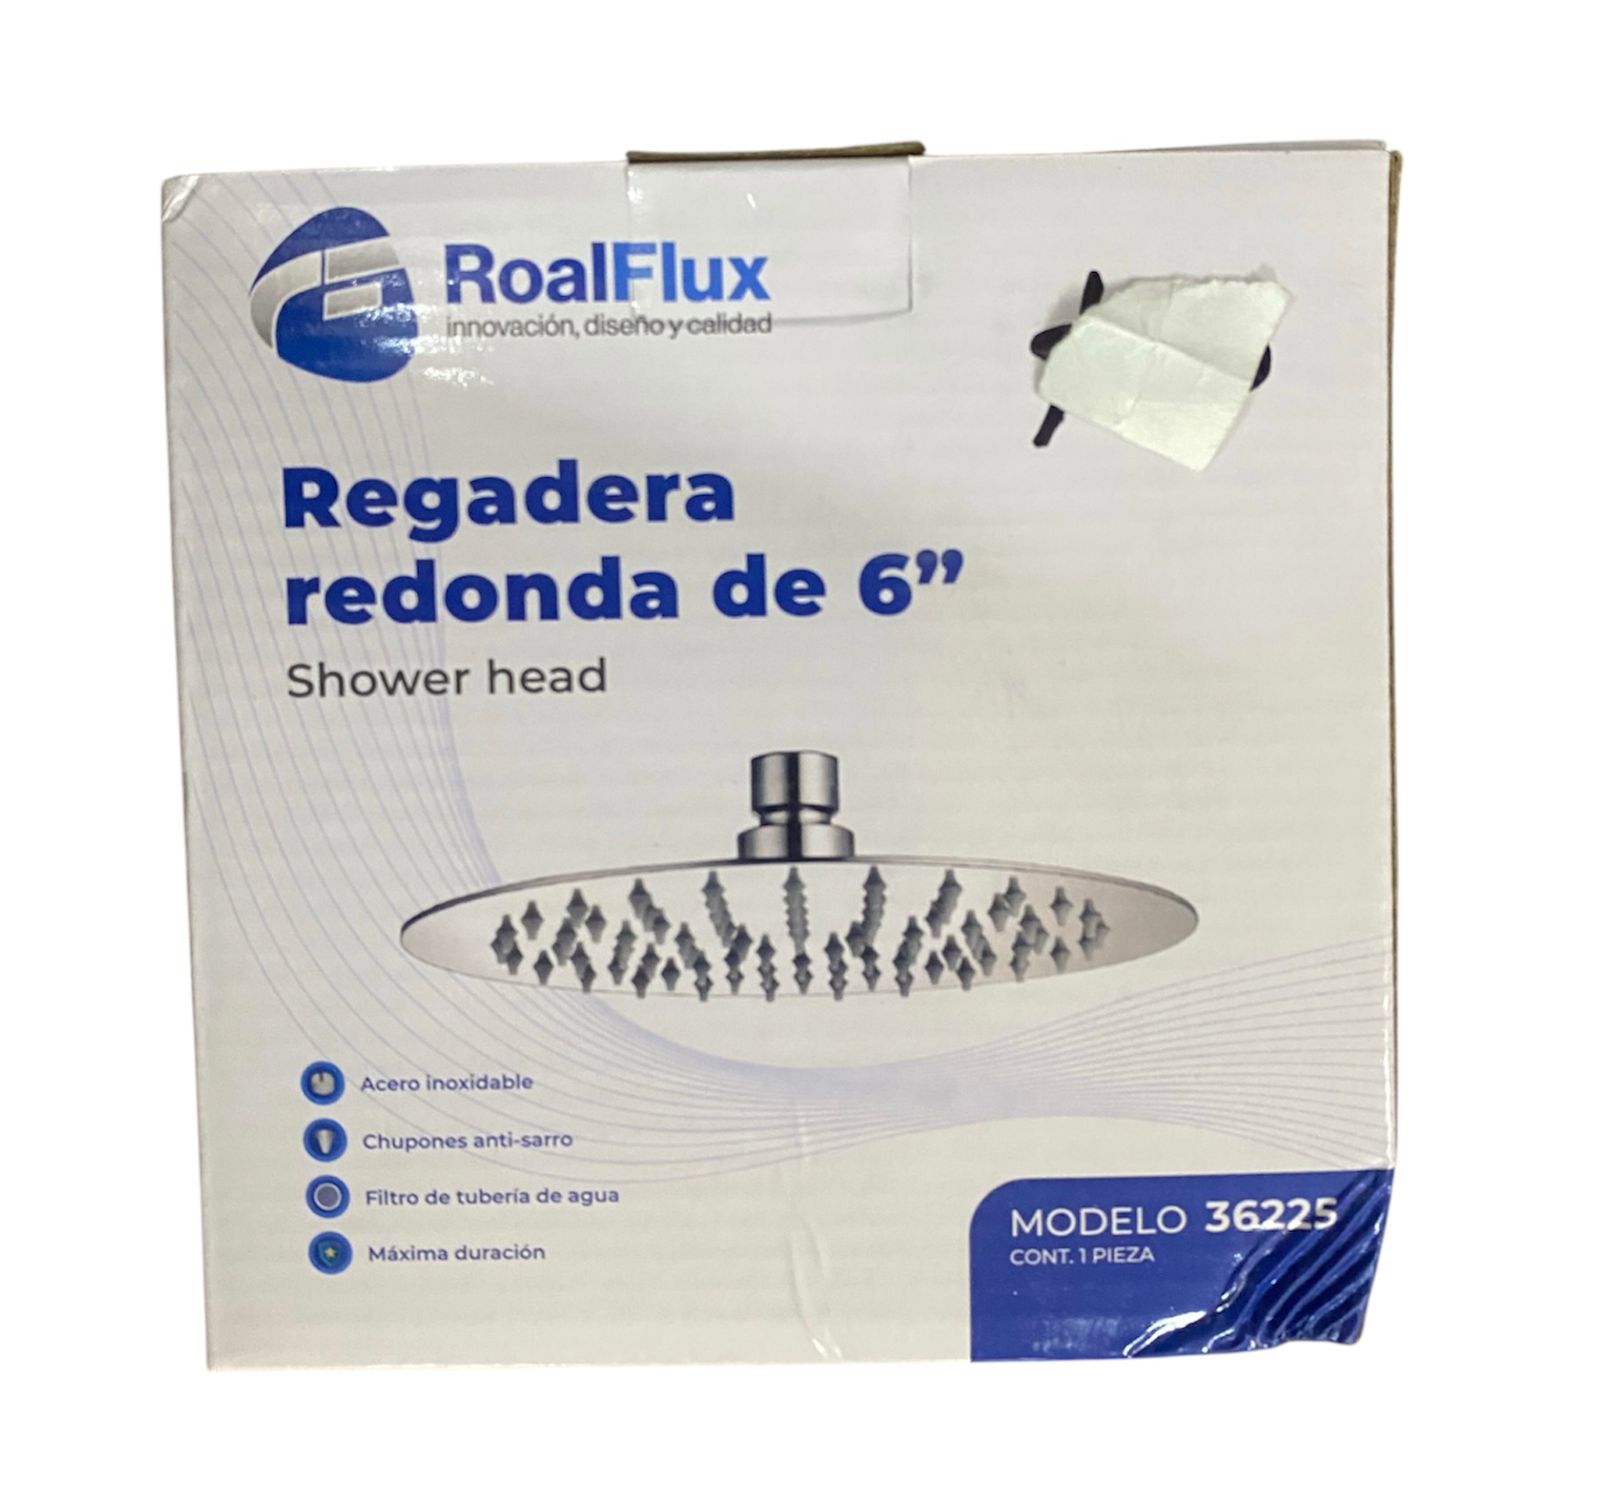 RoalFlux
innovación, diseño y calidad
Regadera
redonda de 6”
Shower head
Acero inoxidable
Chupones anti-sarro
Filtro de tubería de agua
Máxima duración
MODELO 36225
CONT. 1 PIEZA